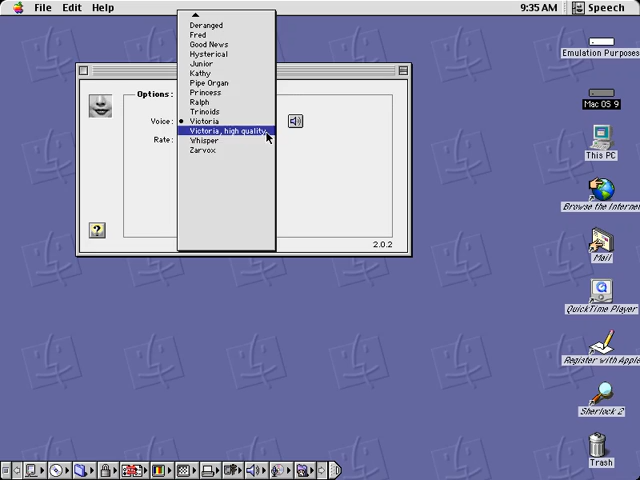 File Edit Help
9:35 AM
Speech
Deranged
Fred
Good News
Hysterical
Junior
Kathy
Pipe Organ
Princess
Ralph
Trinoids
Victoria
Victoria, high quality
Whisper
Zarvox
Options:
Voice:
Rate:
?
2.0.2
Emulation Purposes
Mac OS 9
This PC
Browse the Internet
Mail
QuickTime Player
Register with Apple
Sherlock 2
Trash